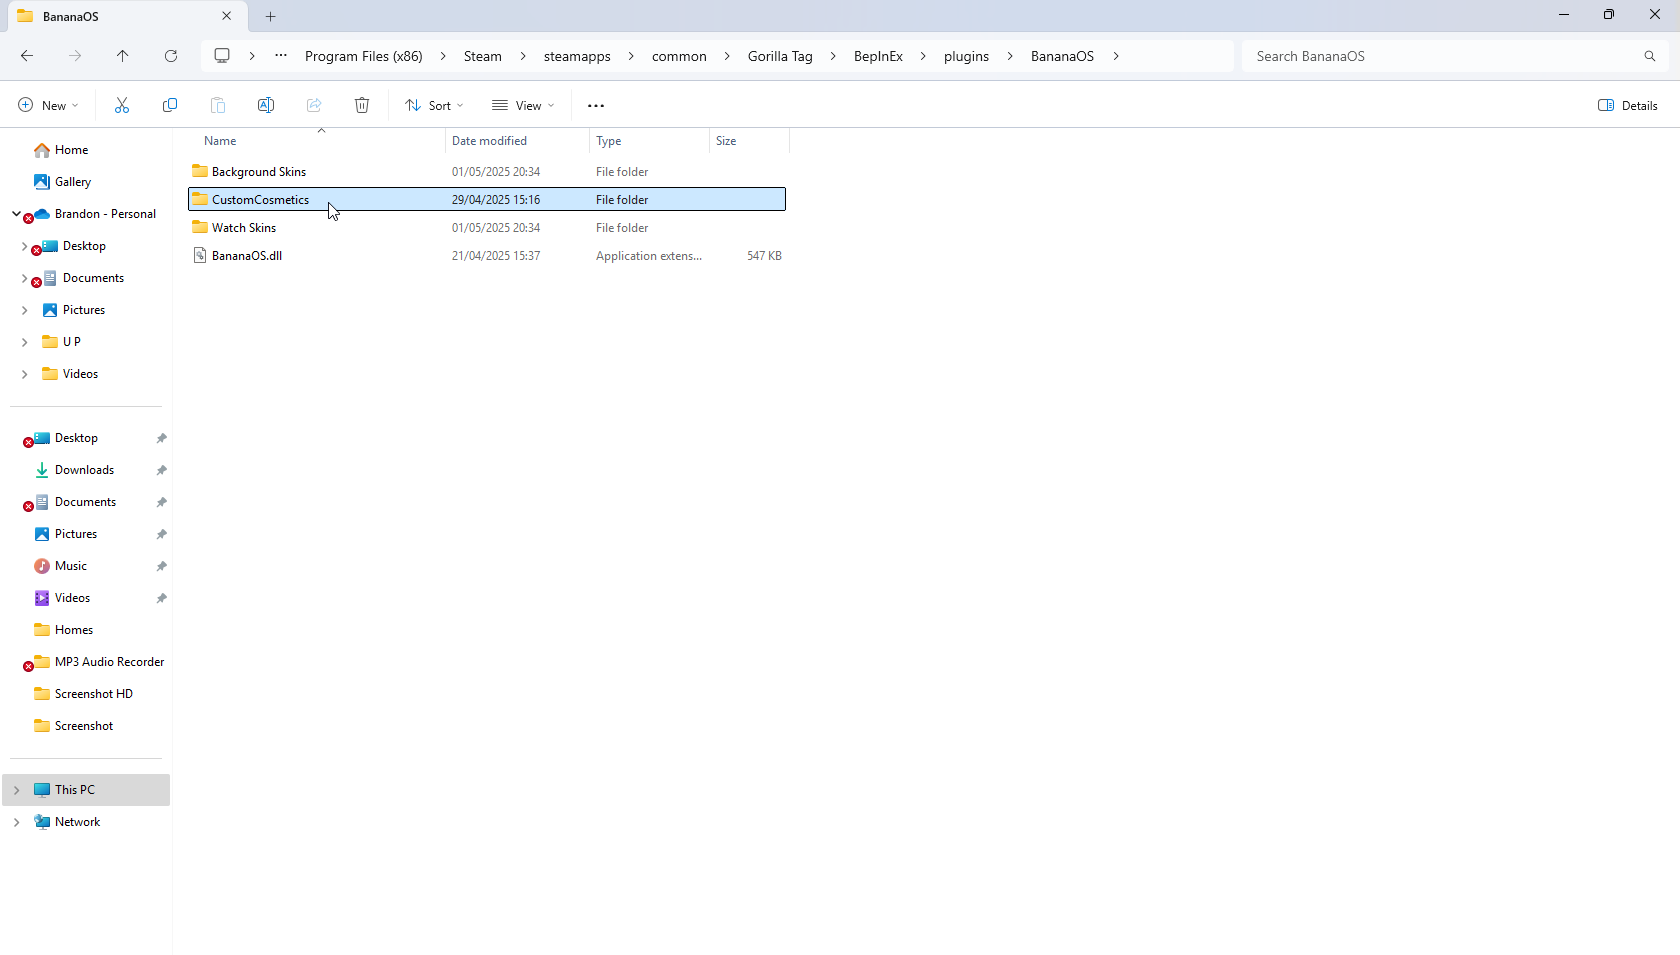 BananaOS
Program Files (x86) Steam steamapps common Gorilla Tag BepInEx plugins BananaOS
Search BananaOS
New
Sort
View
Details
Name Date modified Type Size
Background Skins 01/05/2025 20:34 File folder
CustomCosmetics 29/04/2025 15:16 File folder
Watch Skins 01/05/2025 20:34 File folder
BananaOS.dll 21/04/2025 15:37 Application extens... 547 KB
Home
Gallery
Brandon - Personal
Desktop
Documents
Pictures
U P
Videos
Desktop
Downloads
Documents
Pictures
Music
Videos
Homes
MP3 Audio Recorder
Screenshot HD
Screenshot
This PC
Network